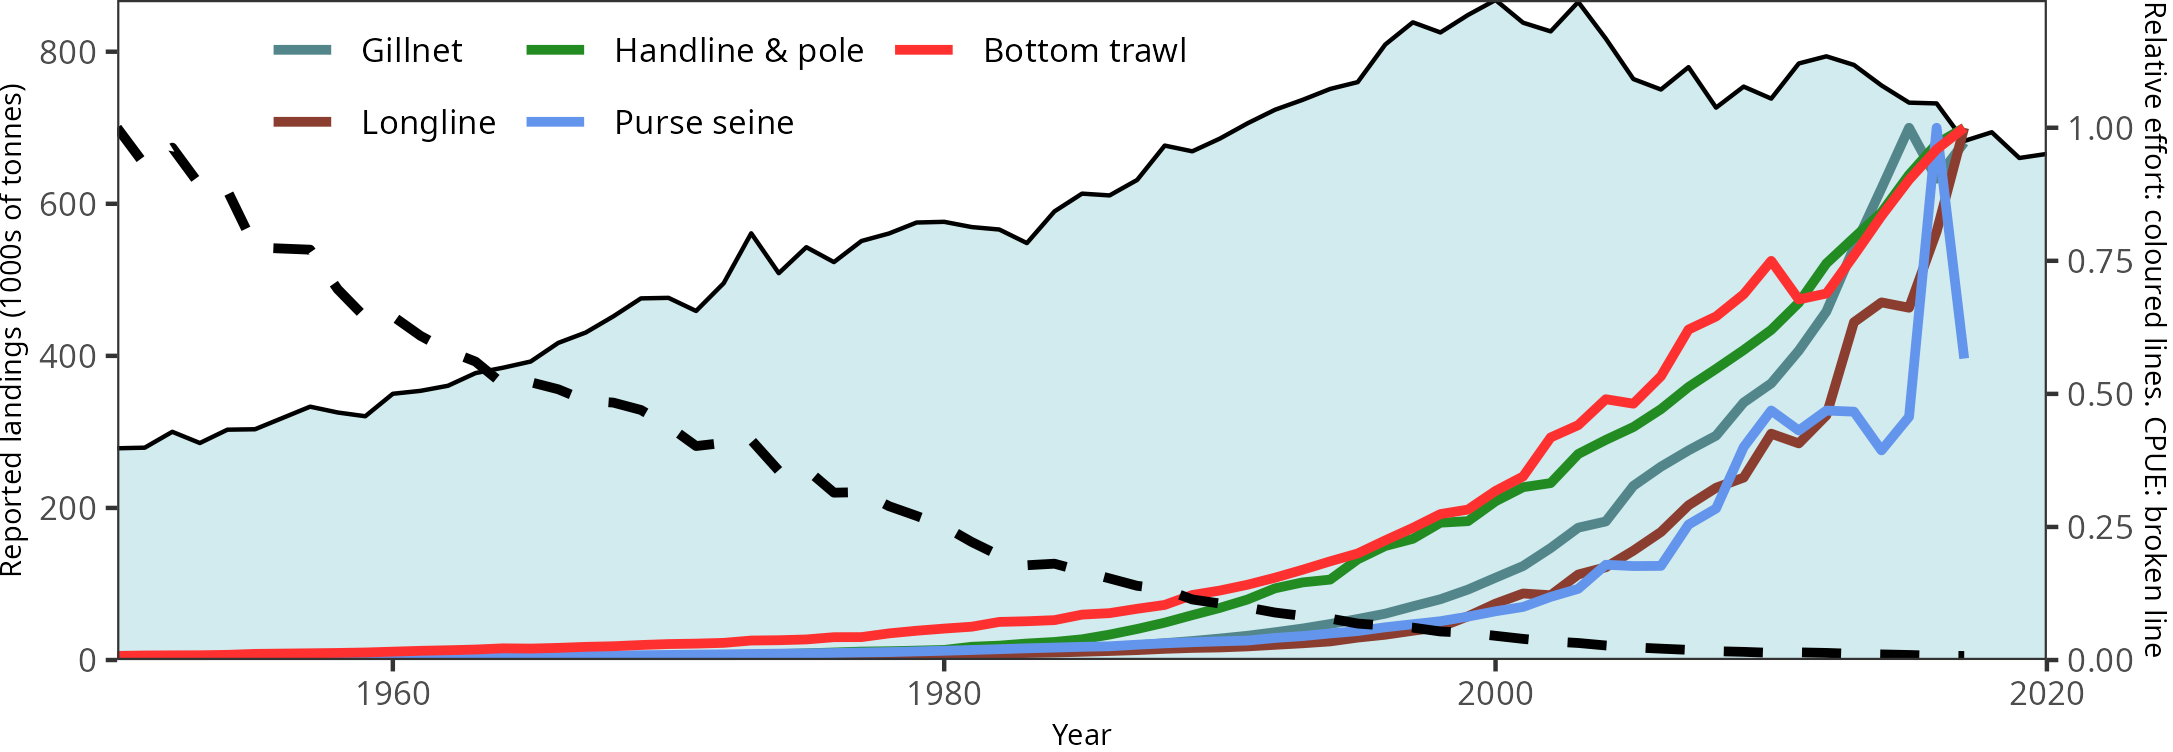 Gillnet
Handline & pole
Bottom trawl
Longline
Purse seine
Reported landings (1000s of tonnes)
800
600
400
200
0
1.00
0.75
0.50
0.25
0.00
Relative effort: coloured lines. CPUE: broken line
1960
1980
2000
2020
Year